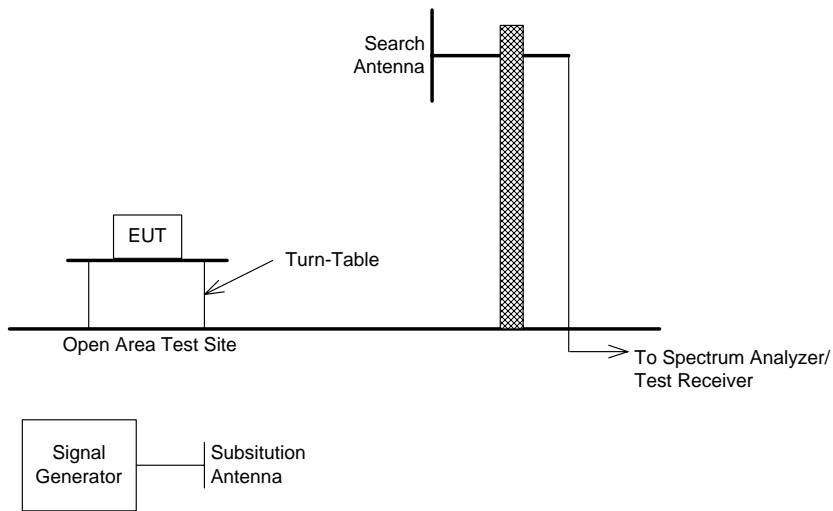 Search
Antenna
EUT
Turn-Table
Open Area Test Site
To Spectrum Analyzer/
Test Receiver
Signal
Generator
Subsitution
Antenna